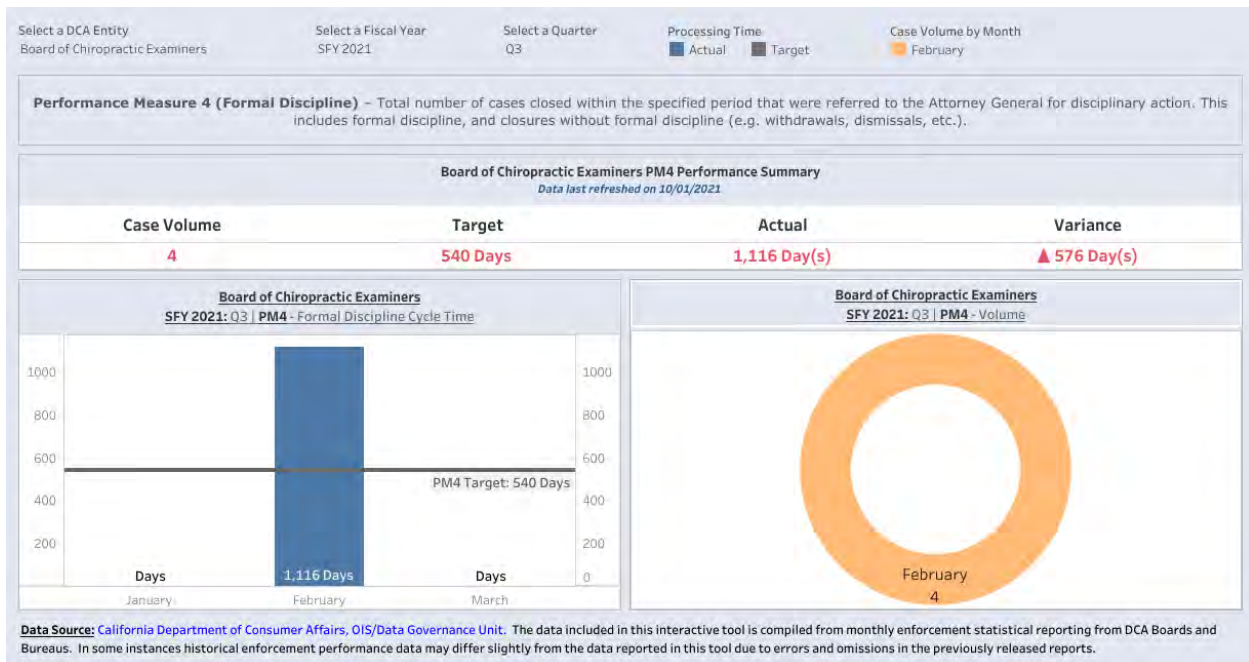 Select a DCA Entity
Board of Chiropractic Examiners
Select a Fiscal Year
SFY 2021
Select a Quarter
Q3
Processing Time
Actual
Target
Case Volume by Month
February
Performance Measure 4 (Formal Discipline) – Total number of cases closed within the specified period that were referred to the Attorney General for disciplinary action. This
includes formal discipline, and closures without formal discipline (e.g. withdrawals, dismissals, etc.).
Board of Chiropractic Examiners PM4 Performance Summary
Data last refreshed on 10/01/2021
Case Volume Target Actual Variance
4 540 Days 1,116 Day(s) ▲ 576 Day(s)
Board of Chiropractic Examiners
SFY 2021: Q3 | PM4 - Formal Discipline Cycle Time
1000
800
600
400
200
PM4 Target: 540 Days
Days 1,116 Days Days
January February March
1000
800
600
400
200
0
Board of Chiropractic Examiners
SFY 2021: Q3 | PM4 - Volume
February
4
Data Source: California Department of Consumer Affairs, OIS/Data Governance Unit. The data included in this interactive tool is compiled from monthly enforcement statistical reporting from DCA Boards and
Bureaus. In some instances historical enforcement performance data may differ slightly from the data reported in this tool due to errors and omissions in the previously released reports.